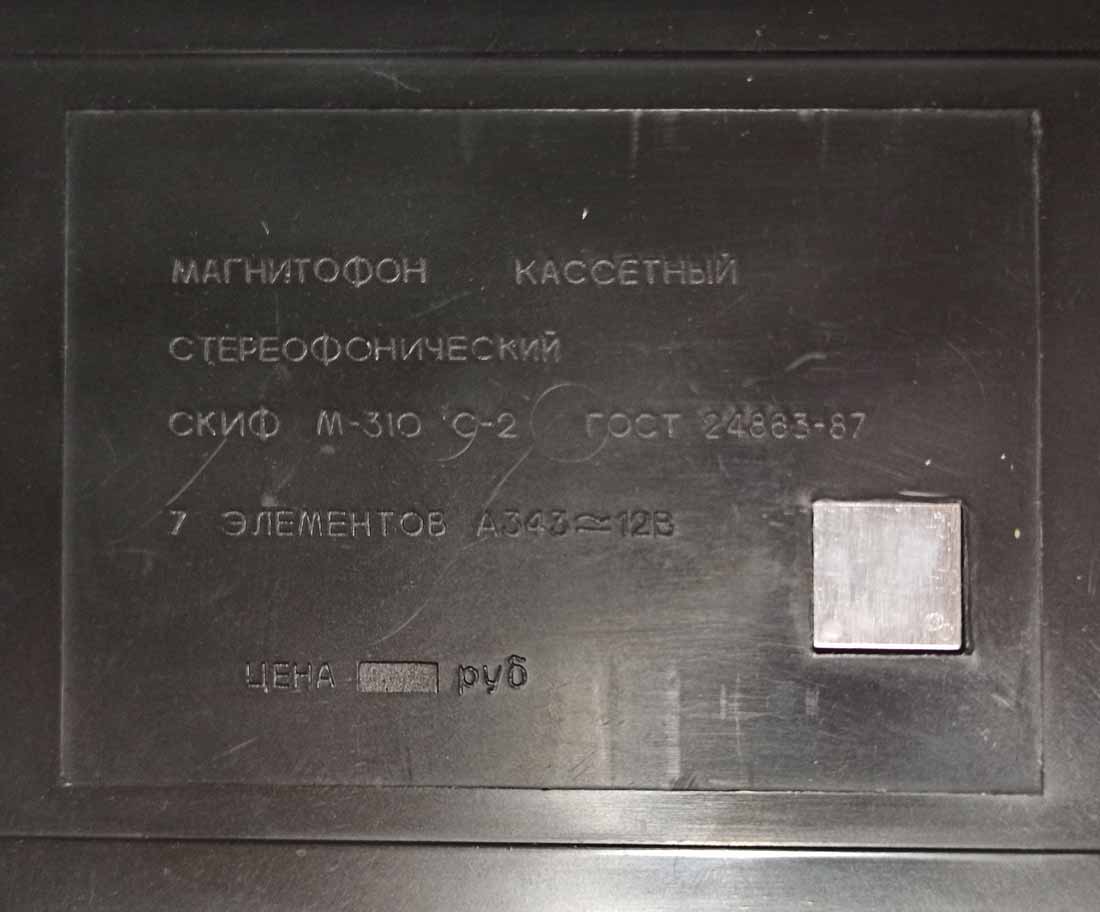 МАГНИТОФОН КАССЕТНЫЙ
СТЕРЕОФОНИЧЕСКИЙ
СКИФ М-310 С-2 ГОСТ 24863-87
7 ЭЛЕМЕНТОВ А343≃12В
ЦЕНА руб